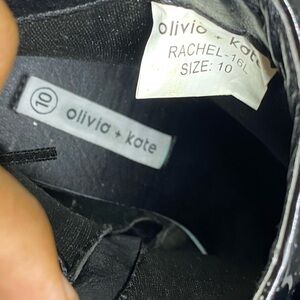 olivia + kate
RACHEL-16L
SIZE: 10
10
olivia + kate